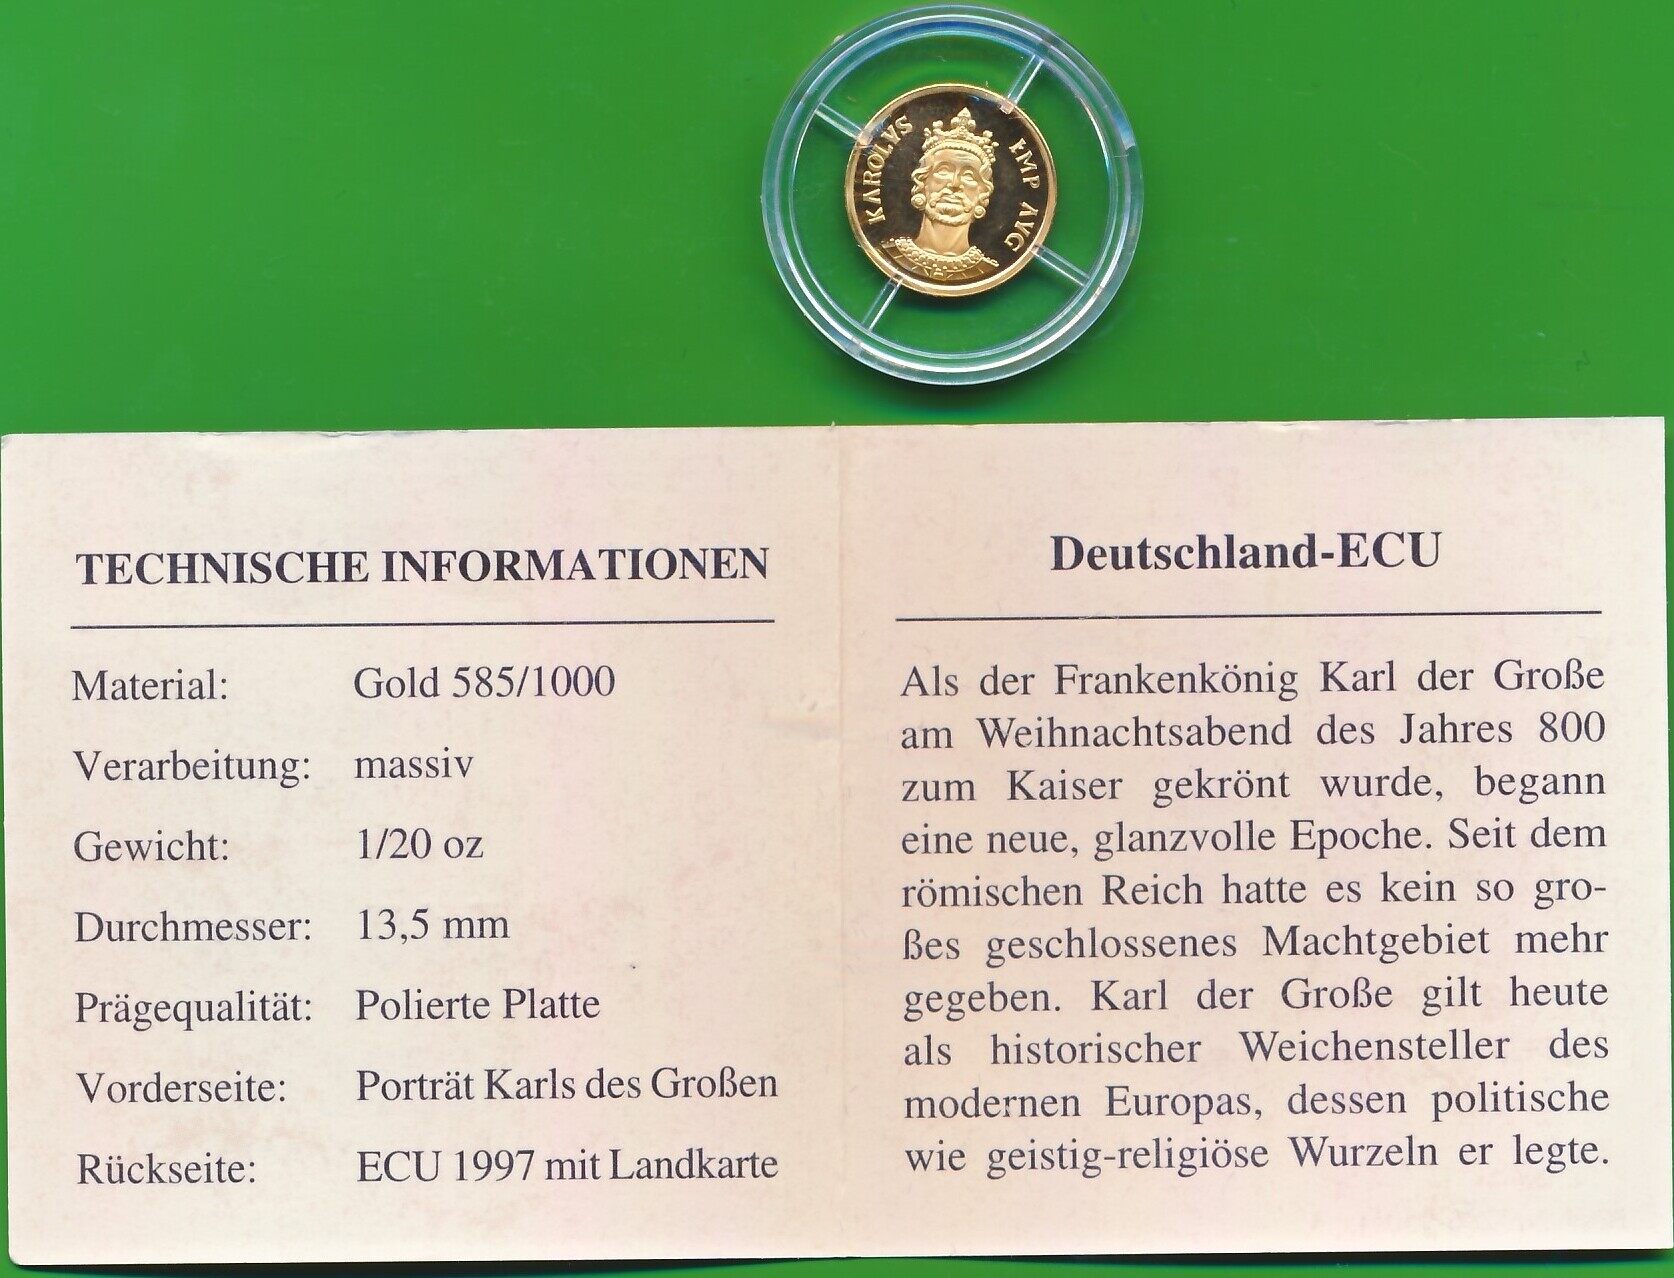 KAROLVS IMP AVG
TECHNISCHE INFORMATIONEN
Material: Gold 585/1000
Verarbeitung: massiv
Gewicht: 1/20 oz
Durchmesser: 13,5 mm
Prägequalität: Polierte Platte
Vorderseite: Porträt Karls des Großen
Rückseite: ECU 1997 mit Landkarte
Deutschland-ECU
Als der Frankenkönig Karl der Große
am Weihnachtsabend des Jahres 800
zum Kaiser gekrönt wurde, begann
eine neue, glanzvolle Epoche. Seit dem
römischen Reich hatte es kein so gro-
ßes geschlossenes Machtgebiet mehr
gegeben. Karl der Große gilt heute
als historischer Weichensteller des
modernen Europas, dessen politische
wie geistig-religiöse Wurzeln er legte.